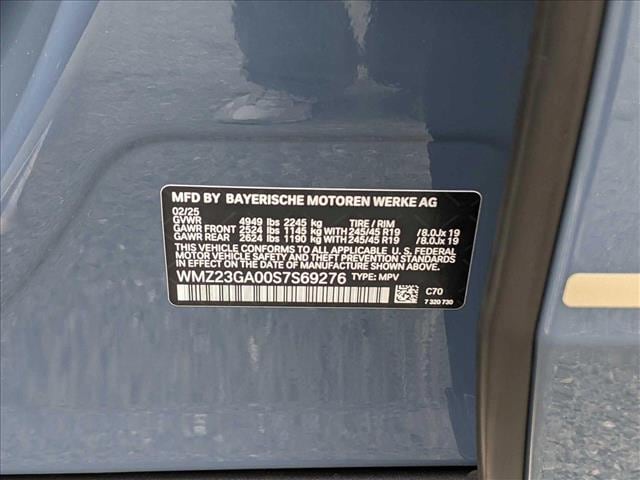 MFD BY BAYERISCHE MOTOREN WERKE AG
02/25
GVWR 4949 lbs 2245 kg TIRE / RIM
GAWR FRONT 2524 lbs 1145 kg WITH 245/45 R19 /8.0Jx 19
GAWR REAR 2624 lbs 1190 kg WITH 245/45 R19 /8.0Jx 19
THIS VEHICLE CONFORMS TO ALL APPLICABLE U. S. FEDERAL
MOTOR VEHICLE SAFETY AND THEFT PREVENTION STANDARDS
IN EFFECT ON THE DATE OF MANUFACTURE SHOWN ABOVE.
WMZ23GA00S7S69276 TYPE: MPV
C70
7 320 730